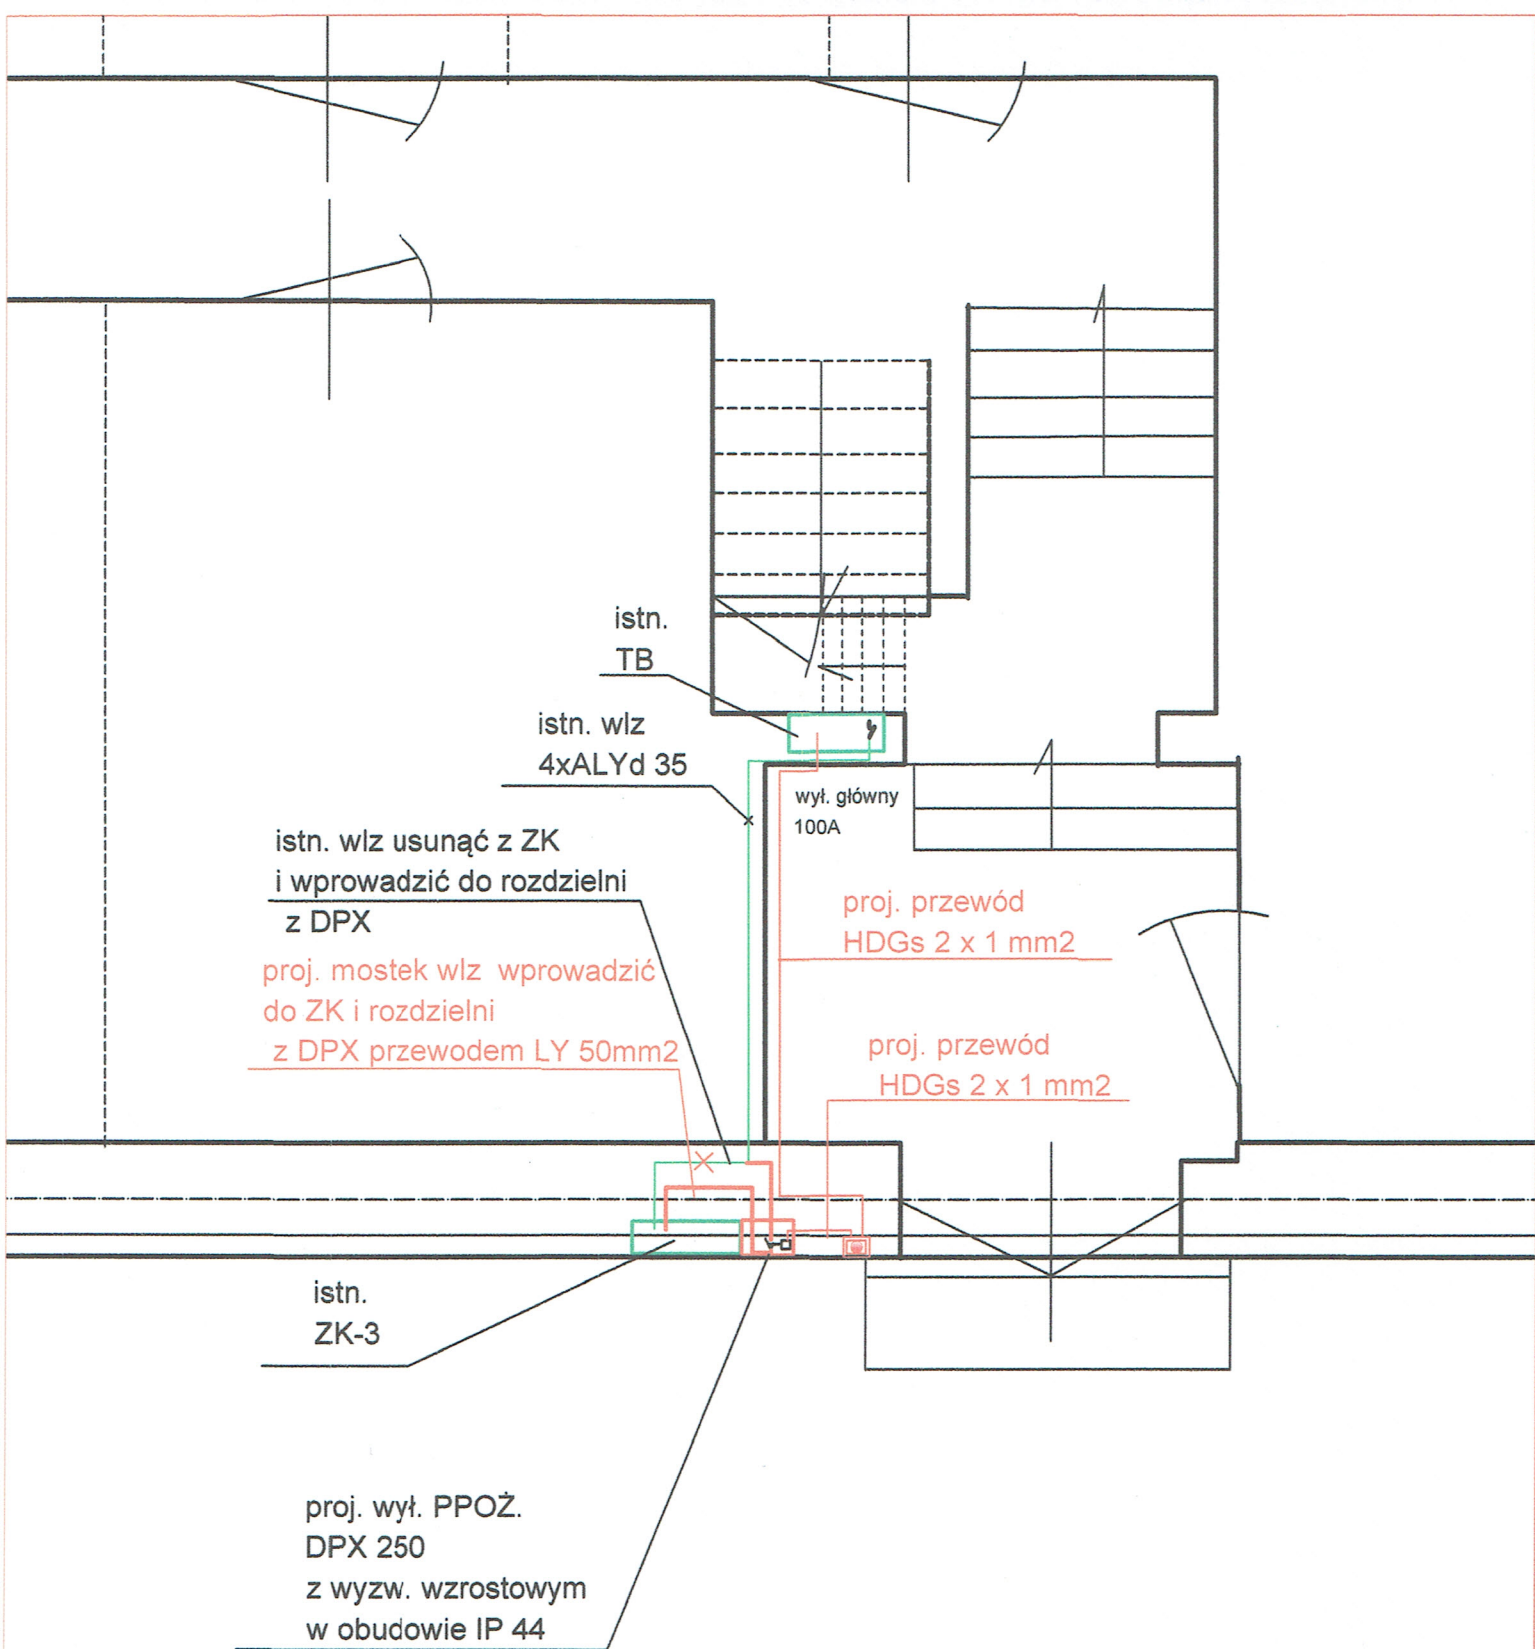 istn.
TB
istn. wlz
4xALYd 35
wył. główny
100A
istn. wlz usunąć z ZK
i wprowadzić do rozdzielni
z DPX
proj. przewód
HDGs 2 x 1 mm2
proj. mostek wlz wprowadzić
do ZK i rozdzielni
z DPX przewodem LY 50mm2
proj. przewód
HDGs 2 x 1 mm2
istn.
ZK-3
proj. wył. PPOŻ.
DPX 250
z wyzw. wzrostowym
w obudowie IP 44